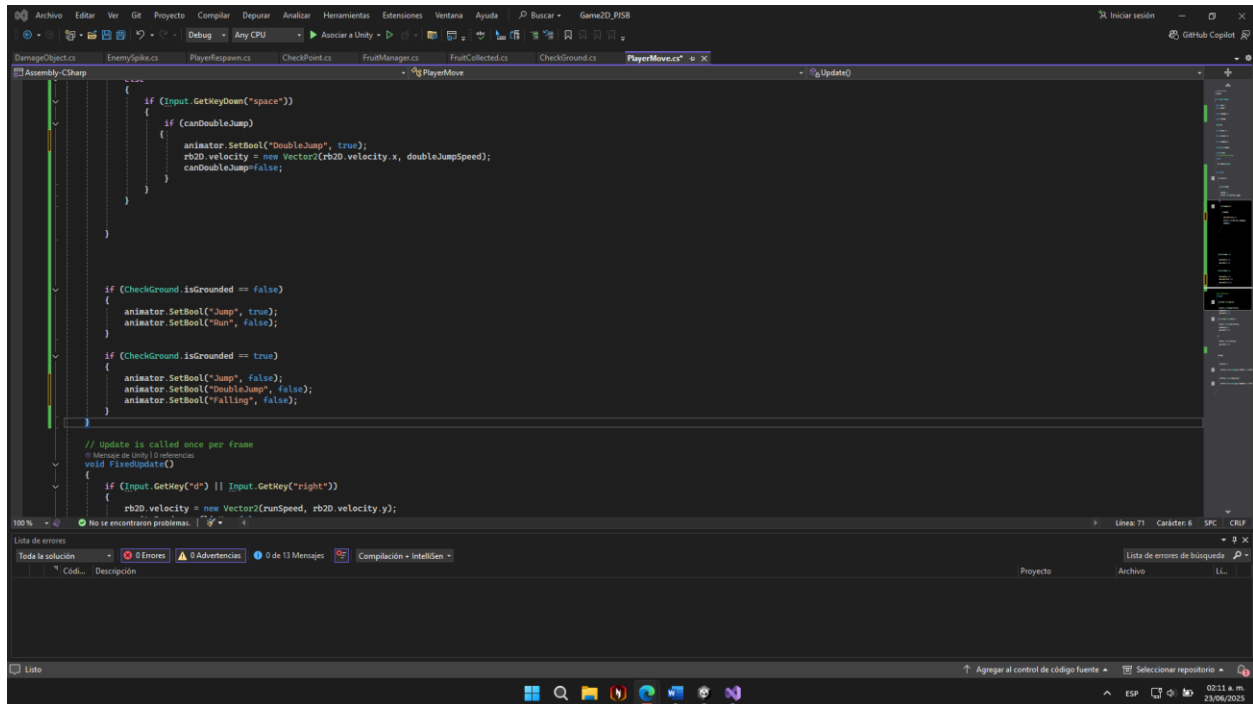 Archivo Editar Ver Git Proyecto Compilar Depurar Analizar Herramientas Extensiones Ventana Ayuda Buscar Game2D_PJSB Iniciar sesión
Debug Any CPU Asociar a Unity GitHub Copilot
DamageObject.cs EnemySpike.cs PlayerRespawn.cs CheckPoint.cs FruitManager.cs FruitCollected.cs CheckGround.cs PlayerMove.cs*
Assembly-CSharp PlayerMove Update()
else
{
if (Input.GetKeyDown("space"))
{
if (canDoubleJump)
{
animator.SetBool("DoubleJump", true);
rb2D.velocity = new Vector2(rb2D.velocity.x, doubleJumpSpeed);
canDoubleJump=false;
}
}
}
}
if (CheckGround.isGrounded == false)
{
animator.SetBool("Jump", true);
animator.SetBool("Run", false);
}
if (CheckGround.isGrounded == true)
{
animator.SetBool("Jump", false);
animator.SetBool("DoubleJump", false);
animator.SetBool("Falling", false);
}
}
// Update is called once per frame
Mensaje de Unity | 0 referencias
void FixedUpdate()
{
if (Input.GetKey("d") || Input.GetKey("right"))
{
rb2D.velocity = new Vector2(runSpeed, rb2D.velocity.y);
100 % No se encontraron problemas. Línea: 71 Carácter: 6 SPC CRLF
Lista de errores
Toda la solución 0 Errores 0 Advertencias 0 de 13 Mensajes Compilación + IntelliSen Lista de errores de búsqueda
Códi... Descripción Proyecto Archivo Lí...
Listo Agregar al control de código fuente Seleccionar repositorio
ESP 02:11 a. m.
23/06/2025